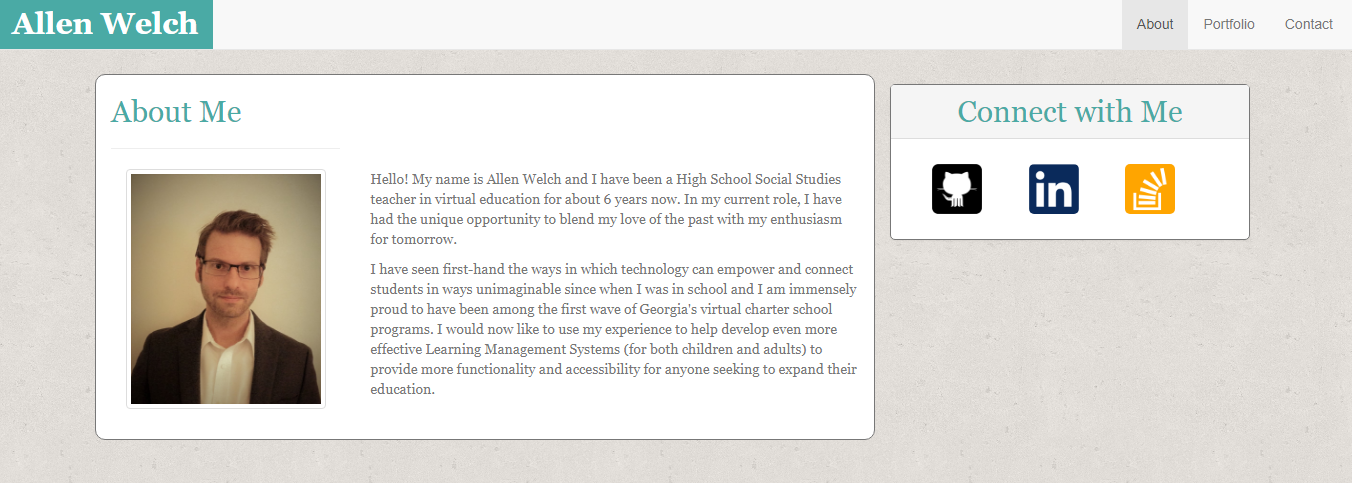 Allen Welch
About
Portfolio
Contact
About Me
Hello! My name is Allen Welch and I have been a High School Social Studies
teacher in virtual education for about 6 years now. In my current role, I have
had the unique opportunity to blend my love of the past with my enthusiasm
for tomorrow.
I have seen first-hand the ways in which technology can empower and connect
students in ways unimaginable since when I was in school and I am immensely
proud to have been among the first wave of Georgia's virtual charter school
programs. I would now like to use my experience to help develop even more
effective Learning Management Systems (for both children and adults) to
provide more functionality and accessibility for anyone seeking to expand their
education.
Connect with Me
in